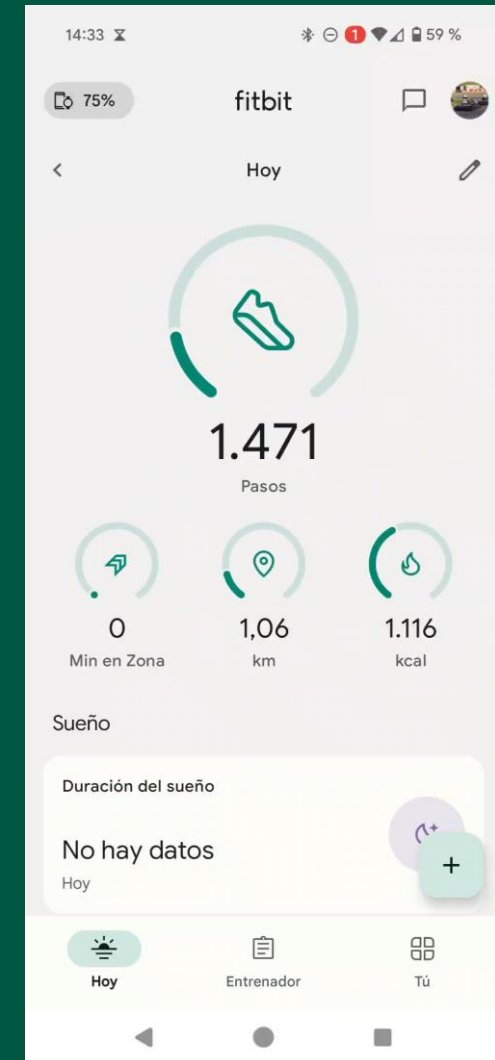 14:33
1
59 %
75%
fitbit
Hoy
1.471
Pasos
0
1,06
1.116
Min en Zona
km
kcal
Sueño
Duración del sueño
No hay datos
Hoy
+
Hoy
Entrenador
Tú